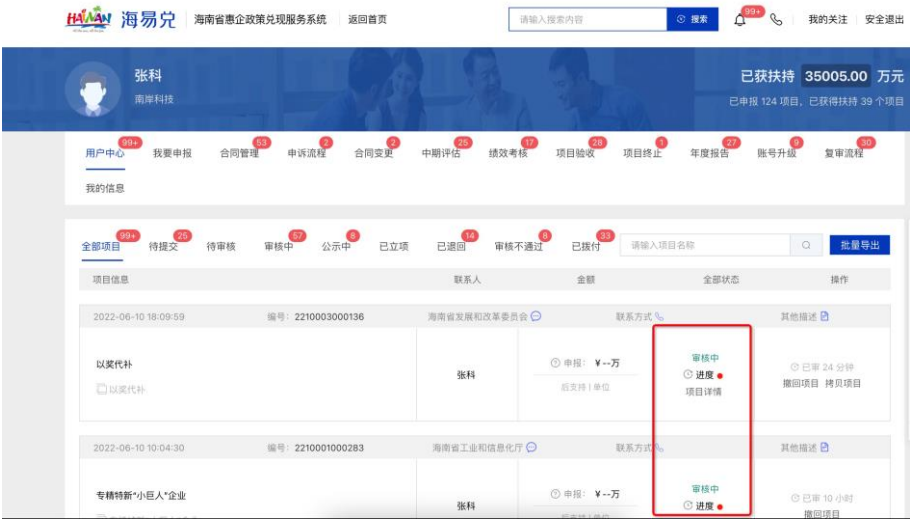 HAINAN 海易兑 海南省惠企政策兑现服务系统 返回首页 请输入搜索内容 搜索 99+ 我的关注 安全退出
张科 已获扶持 35005.00 万元
南岸科技 已申报 124 项目，已获得扶持 39 个项目
用户中心 99+ 我要申报 合同管理 53 申诉流程 2 合同变更 2 中期评估 25 绩效考核 17 项目验收 28 项目终止 1 年度报告 27 账号升级 9 复审流程 30
我的信息
全部项目 99+ 待提交 25 待审核 审核中 57 公示中 8 已立项 已退回 14 审核不通过 8 已拨付 33 请输入项目名称 批量导出
项目信息 联系人 金额 全部状态 操作
2022-06-10 18:09:59 编号：2210003000136 海南省发展和改革委员会 联系方式 其他描述
以奖代补 张科 申报： ¥--万 审核中 已审 24 分钟
以奖代补 后支持 | 单位 进度 撤回项目 拷贝项目
项目详情
2022-06-10 10:04:30 编号：2210001000283 海南省工业和信息化厅 联系方式 其他描述
专精特新“小巨人”企业 张科 申报： ¥--万 审核中 已审 10 小时
进度 撤回项目